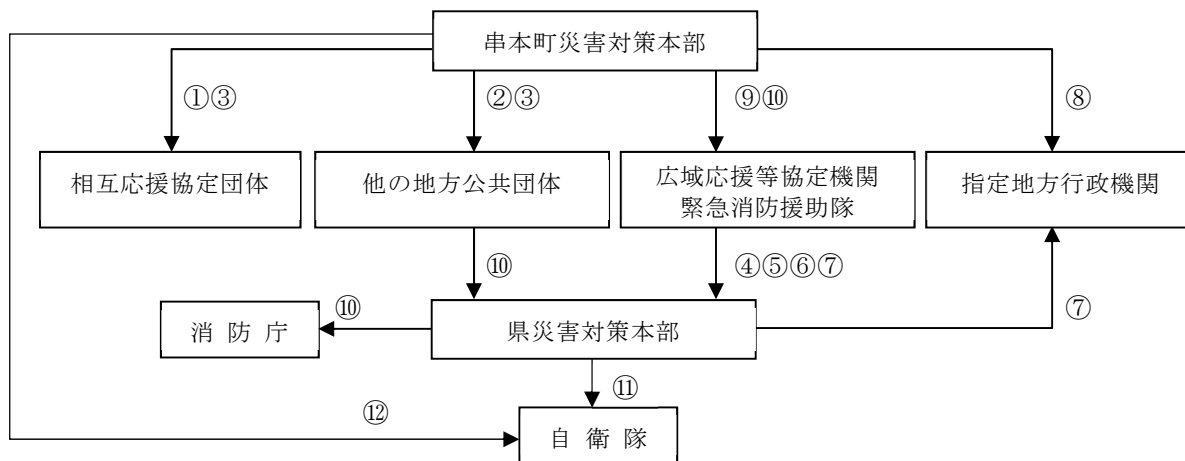 串本町災害対策本部
①③
②③
⑨⑩
⑧
相互応援協定団体
他の地方公共団体
広域応援等協定機関
緊急消防援助隊
指定地方行政機関
⑩
④⑤⑥⑦
⑩
消 防 庁
県災害対策本部
⑦
⑪
⑫
自 衛 隊